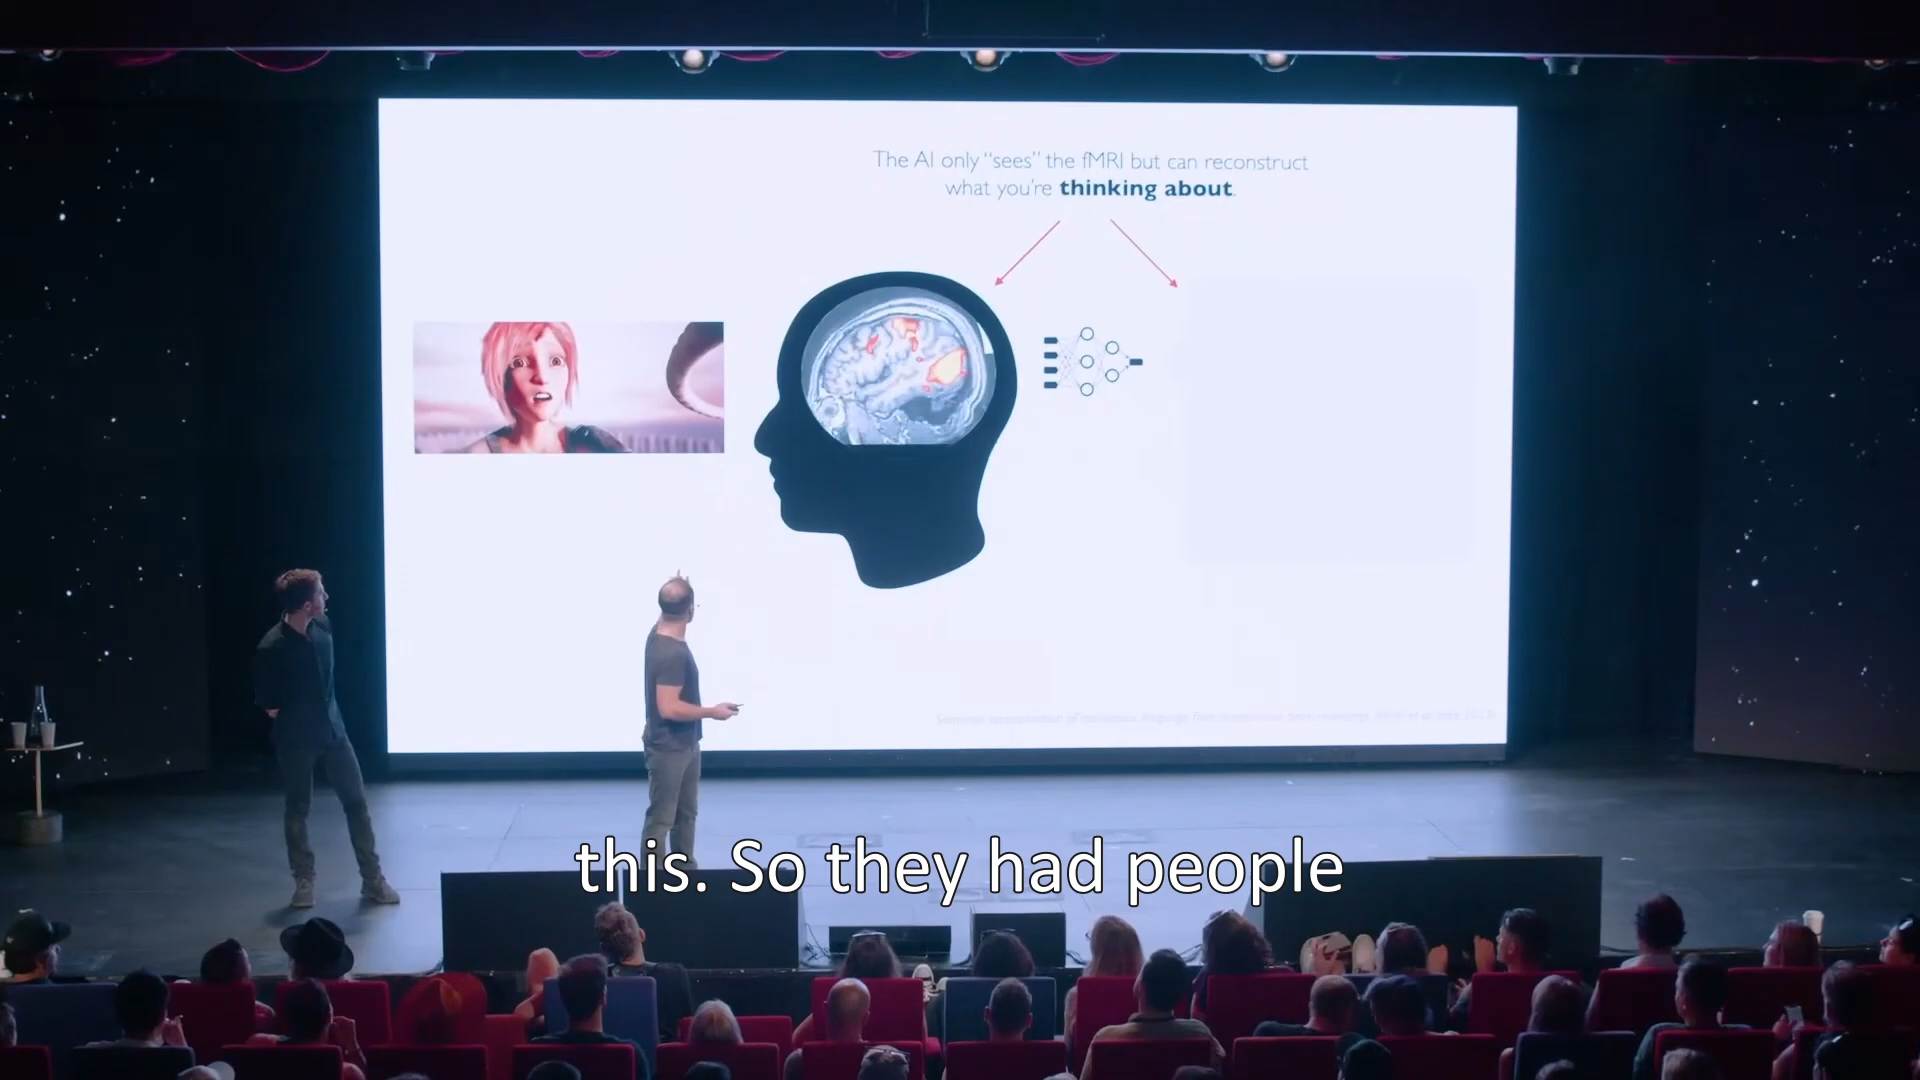 The AI only “sees” the fMRI but can reconstruct
what you're thinking about.
this. So they had people